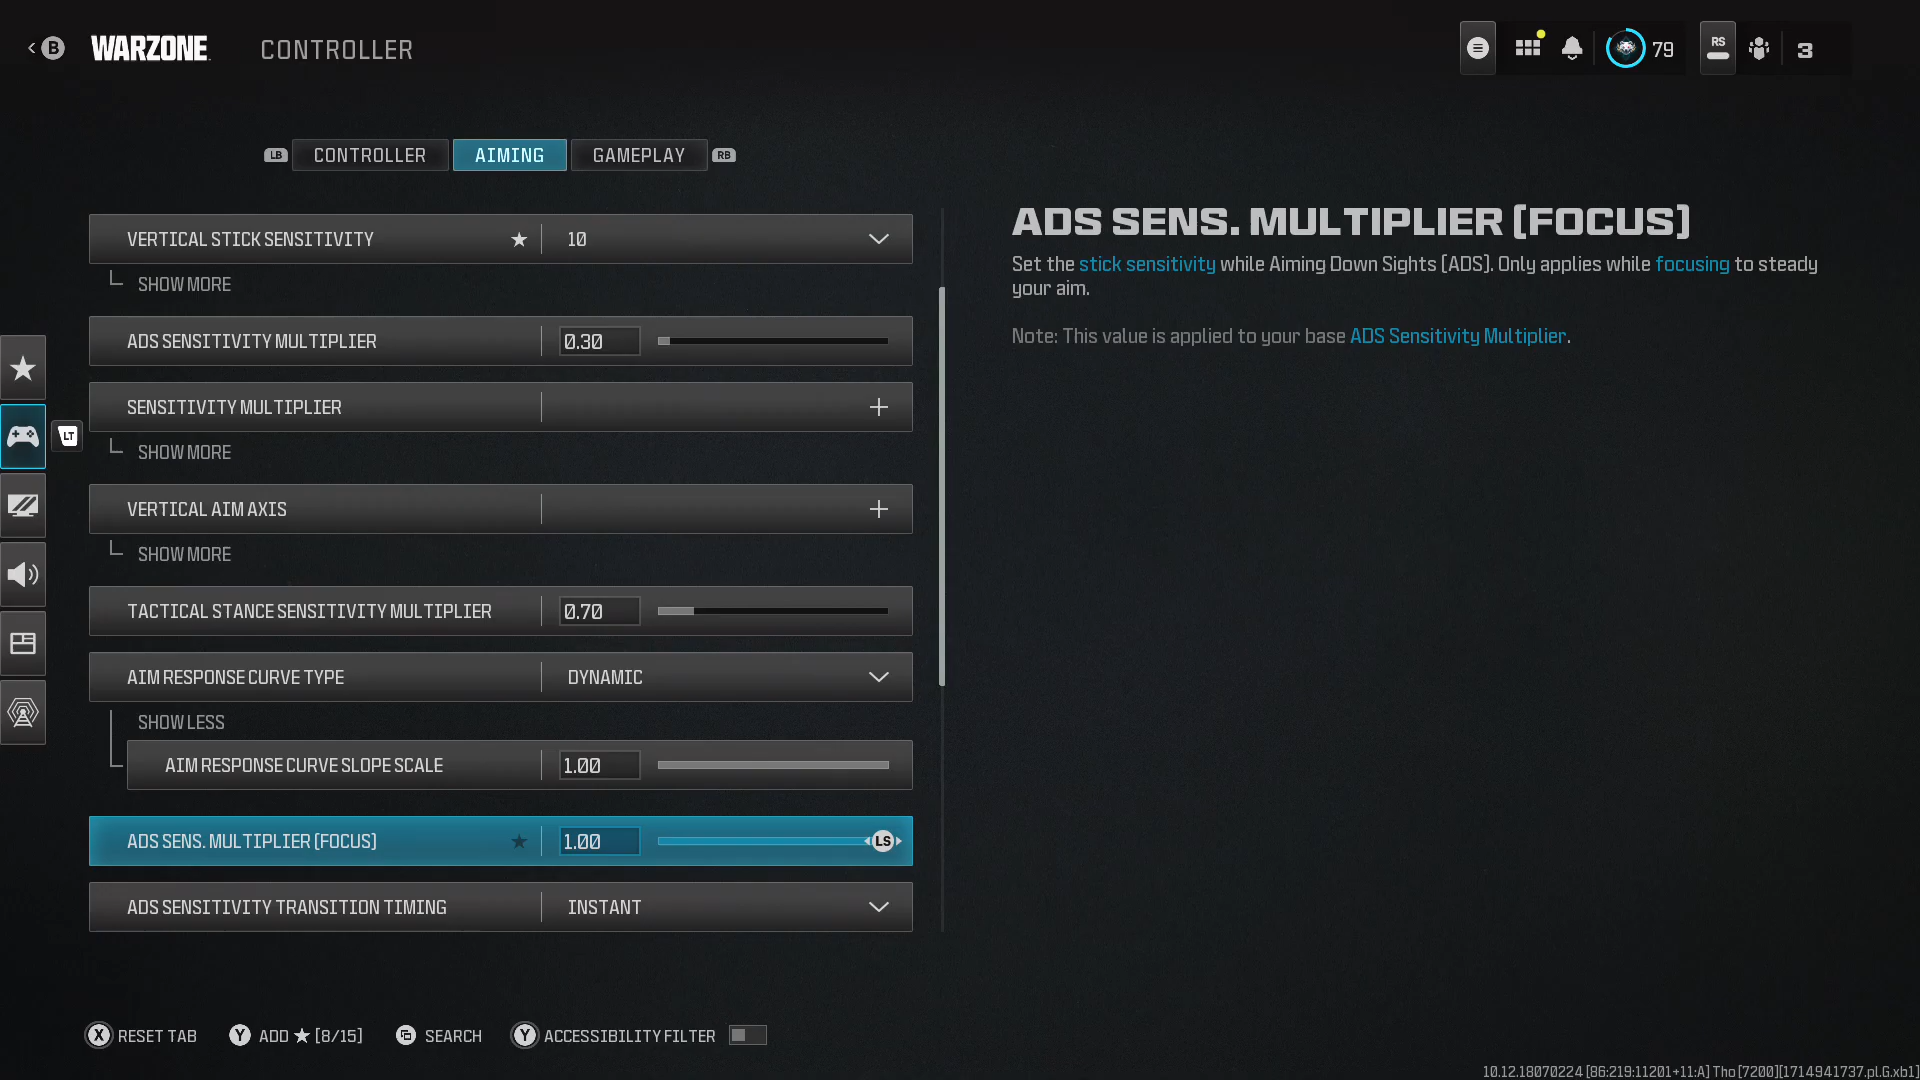 B WARZONE CONTROLLER 79 RS 3
LB CONTROLLER AIMING GAMEPLAY RB
VERTICAL STICK SENSITIVITY 10
SHOW MORE
ADS SENSITIVITY MULTIPLIER 0.30
SENSITIVITY MULTIPLIER
SHOW MORE
LT
VERTICAL AIM AXIS
SHOW MORE
TACTICAL STANCE SENSITIVITY MULTIPLIER 0.70
AIM RESPONSE CURVE TYPE DYNAMIC
SHOW LESS
AIM RESPONSE CURVE SLOPE SCALE 1.00
ADS SENS. MULTIPLIER [FOCUS] 1.00 LS
ADS SENSITIVITY TRANSITION TIMING INSTANT
ADS SENS. MULTIPLIER [FOCUS]
Set the stick sensitivity while Aiming Down Sights [ADS]. Only applies while focusing to steady
your aim.
Note: This value is applied to your base ADS Sensitivity Multiplier.
X RESET TAB Y ADD ★ [8/15] SEARCH Y ACCESSIBILITY FILTER
10.12.18070224 [86:219:11201+11:A] Tho [7200][1714941737.pl.G.xb1]